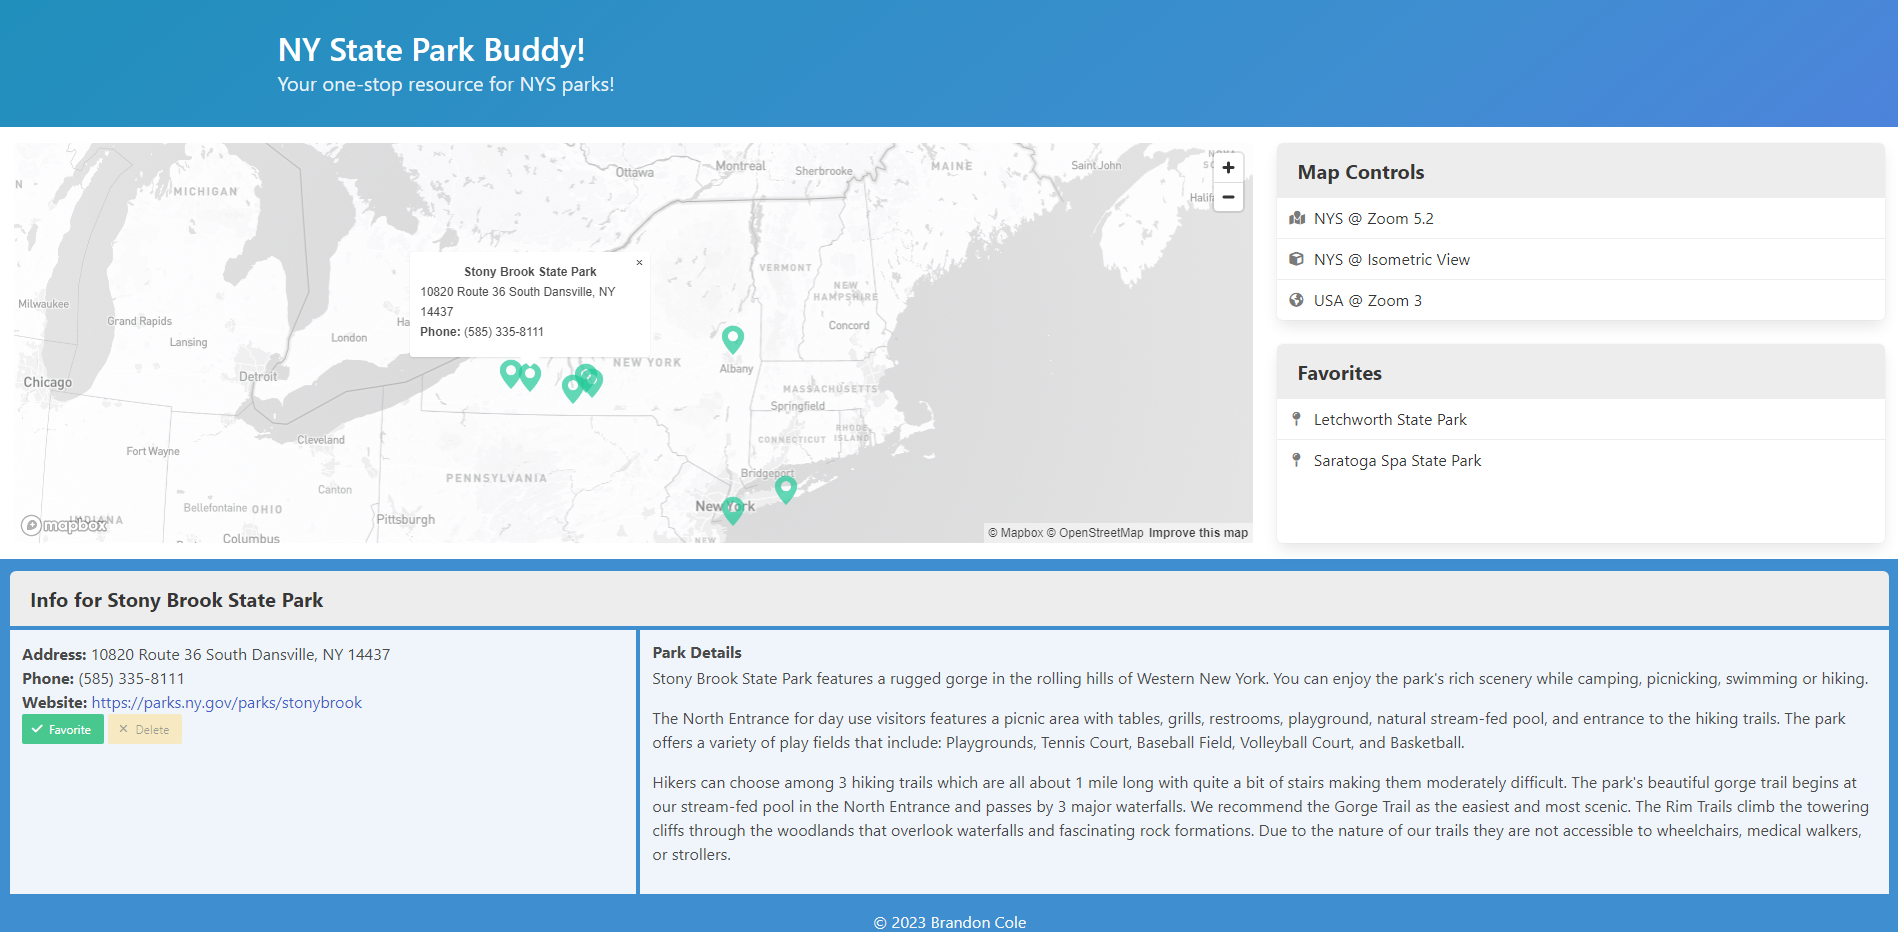 NY State Park Buddy!
Your one-stop resource for NYS parks!
Ottawa
Montreal
Sherbrooke
MAINE
Saint John
N
MICHIGAN
+
−
Stony Brook State Park
×
10820 Route 36 South Dansville, NY
14437
Phone: (585) 335-8111
VERMONT
NEW
HAMPSHIRE
Milwaukee
Grand Rapids
Ha
Concord
Lansing
London
NEW YORK
Albany
Chicago
Detroit
MASSACHUSETTS
Springfield
CONNECTICUT
RHODE
ISLAND
Cleveland
Fort Wayne
Bridgeport
PENNSYLVANIA
Canton
New York
Bellefontaine
OHIO
Pittsburgh
INDIANA
mapbox
Columbus
NEW
© Mapbox © OpenStreetMap Improve this map
Map Controls
NYS @ Zoom 5.2
NYS @ Isometric View
USA @ Zoom 3
Favorites
Letchworth State Park
Saratoga Spa State Park
Info for Stony Brook State Park
Address: 10820 Route 36 South Dansville, NY 14437
Phone: (585) 335-8111
Website: https://parks.ny.gov/parks/stonybrook
Favorite
Delete
Park Details
Stony Brook State Park features a rugged gorge in the rolling hills of Western New York. You can enjoy the park's rich scenery while camping, picnicking, swimming or hiking.
The North Entrance for day use visitors features a picnic area with tables, grills, restrooms, playground, natural stream-fed pool, and entrance to the hiking trails. The park
offers a variety of play fields that include: Playgrounds, Tennis Court, Baseball Field, Volleyball Court, and Basketball.
Hikers can choose among 3 hiking trails which are all about 1 mile long with quite a bit of stairs making them moderately difficult. The park's beautiful gorge trail begins at
our stream-fed pool in the North Entrance and passes by 3 major waterfalls. We recommend the Gorge Trail as the easiest and most scenic. The Rim Trails climb the towering
cliffs through the woodlands that overlook waterfalls and fascinating rock formations. Due to the nature of our trails they are not accessible to wheelchairs, medical walkers,
or strollers.
© 2023 Brandon Cole